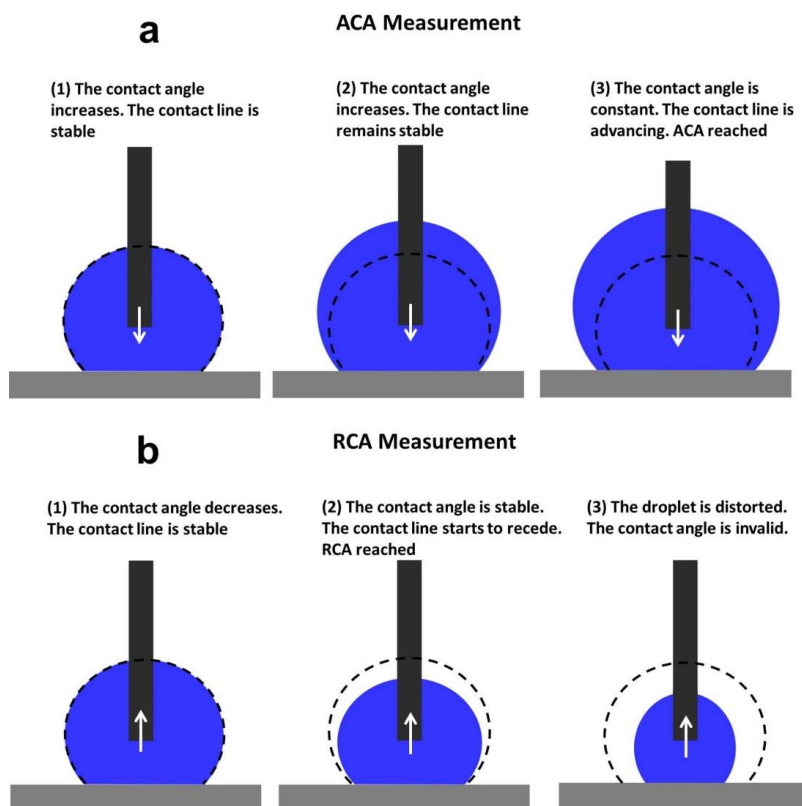 a
ACA Measurement
(1) The contact angle
increases. The contact line is
stable
(2) The contact angle
increases. The contact line
remains stable
(3) The contact angle is
constant. The contact line is
advancing. ACA reached
b
RCA Measurement
(1) The contact angle decreases.
The contact line is stable
(2) The contact angle is stable.
The contact line starts to recede.
RCA reached
(3) The droplet is distorted.
The contact angle is invalid.